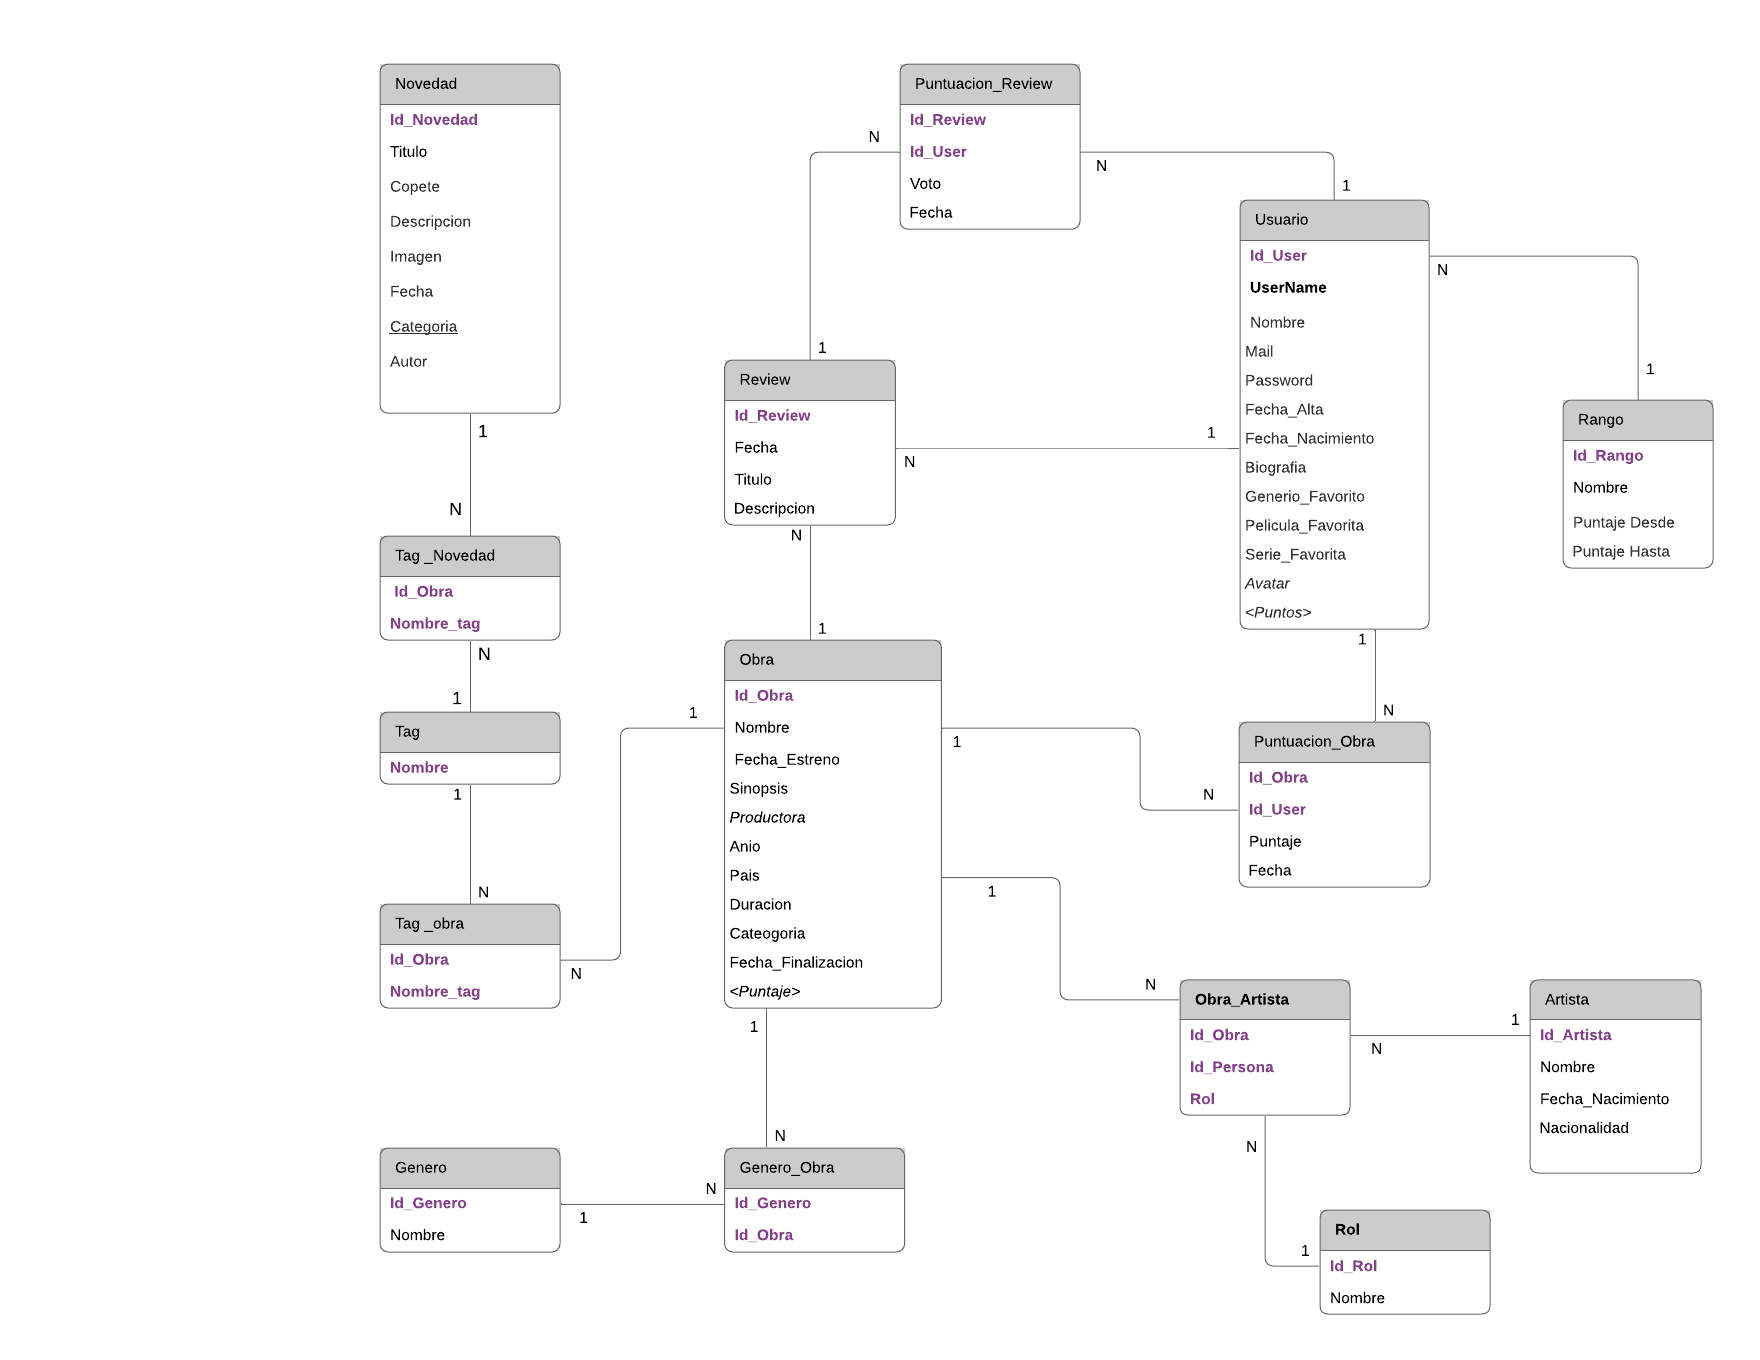 Novedad
Id_Novedad
Titulo
Copete
Descripcion
Imagen
Fecha
Categoria
Autor
1
N
Tag _Novedad
Id_Obra
Nombre_tag
N
1
Tag
Nombre
1
N
Tag _obra
Id_Obra
Nombre_tag
N
1
Puntuacion_Review
Id_Review
Id_User
Voto
Fecha
N
N
1
1
Review
Id_Review
Fecha
Titulo
Descripcion
N
1
N
1
Usuario
Id_User
UserName
Nombre
Mail
Password
Fecha_Alta
Fecha_Nacimiento
Biografia
Generio_Favorito
Pelicula_Favorita
Serie_Favorita
Avatar
<Puntos>
N
1
Rango
Id_Rango
Nombre
Puntaje Desde
Puntaje Hasta
1
N
Obra
Id_Obra
Nombre
Fecha_Estreno
Sinopsis
Productora
Anio
Pais
Duracion
Cateogoria
Fecha_Finalizacion
<Puntaje>
1
N
Puntuacion_Obra
Id_Obra
Id_User
Puntaje
Fecha
1
N
Obra_Artista
Id_Obra
Id_Persona
Rol
N
1
Artista
Id_Artista
Nombre
Fecha_Nacimiento
Nacionalidad
1
N
Genero
Id_Genero
Nombre
1
N
Genero_Obra
Id_Genero
Id_Obra
N
1
Rol
Id_Rol
Nombre